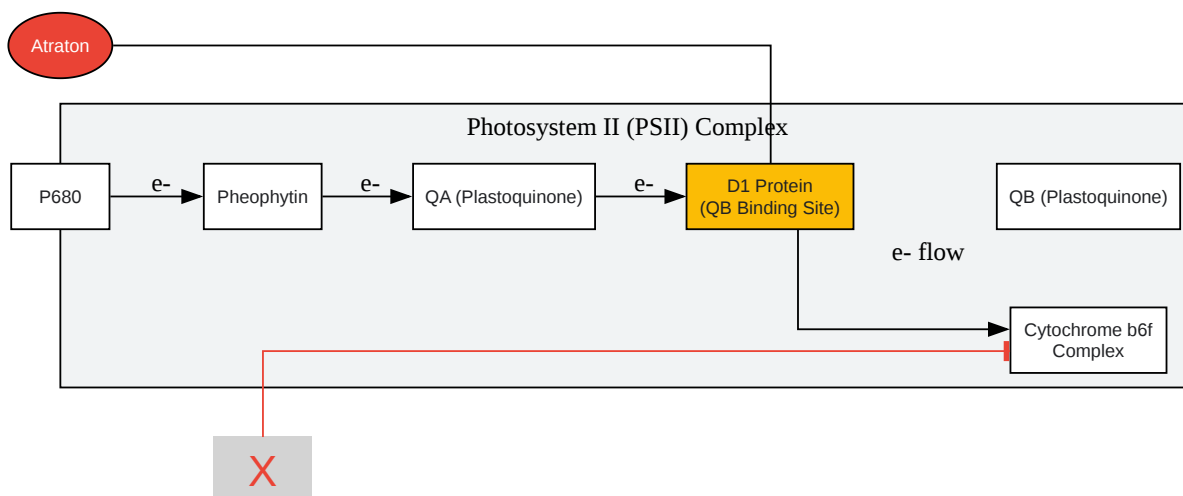 Atraton
Photosystem II (PSII) Complex
P680
e-
Pheophytin
e-
QA (Plastoquinone)
e-
D1 Protein
(QB Binding Site)
QB (Plastoquinone)
e- flow
Cytochrome b6f
Complex
X